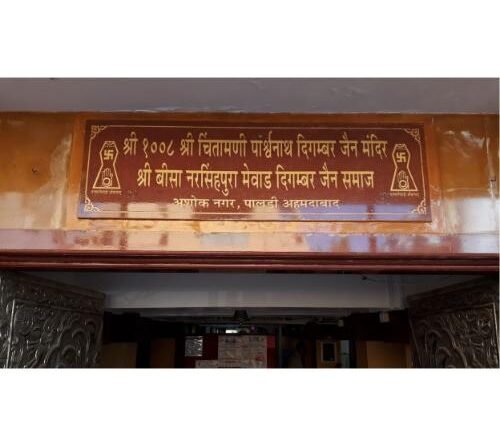 श्री १००८ श्री चिंतामणी पांर्श्वनाथ दिगम्बर जैन मंदिर
श्री बीसा नरसिंहपुरा मेवाड दिगम्बर जैन समाज
अशोक नगर, पालडी अहमदाबाद